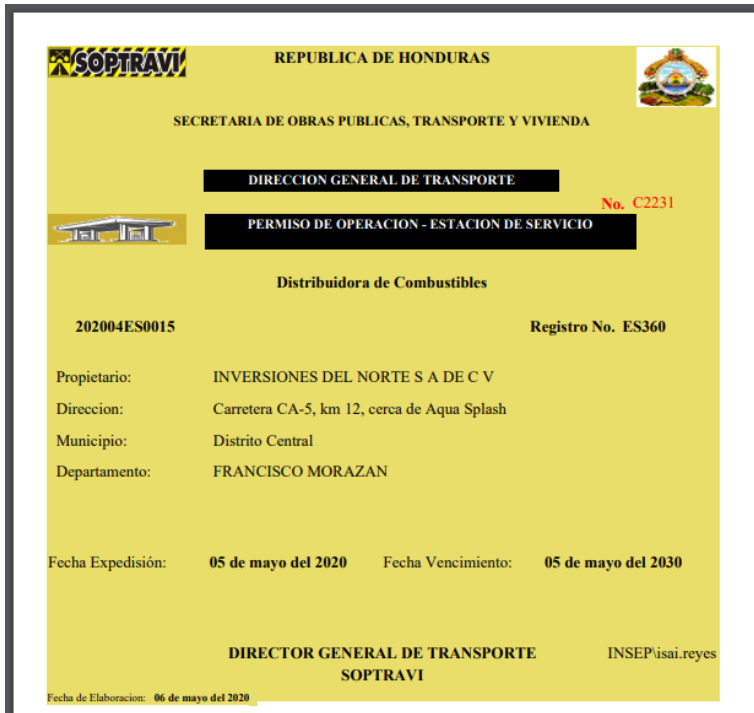 SOPTRAVI
REPUBLICA DE HONDURAS
SECRETARIA DE OBRAS PUBLICAS, TRANSPORTE Y VIVIENDA
DIRECCION GENERAL DE TRANSPORTE
No. C2231
PERMISO DE OPERACION - ESTACION DE SERVICIO
Distribuidora de Combustibles
202004ES0015 Registro No. ES360
Propietario: INVERSIONES DEL NORTE S A DE C V
Direccion: Carretera CA-5, km 12, cerca de Aqua Splash
Municipio: Distrito Central
Departamento: FRANCISCO MORAZAN
Fecha Expedisión: 05 de mayo del 2020 Fecha Vencimiento: 05 de mayo del 2030
DIRECTOR GENERAL DE TRANSPORTE INSEP\isai.reyes
SOPTRAVI
Fecha de Elaboracion: 06 de mayo del 2020